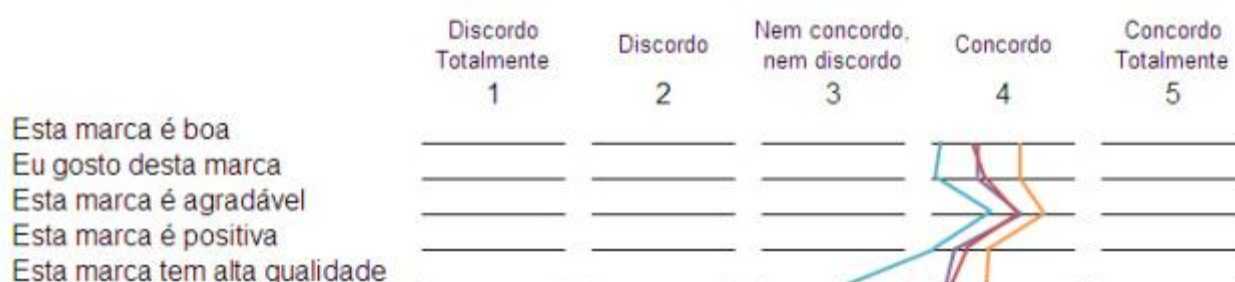 Discordo Totalmente
Discordo
Nem concordo, nem discordo
Concordo
Concordo Totalmente
1 2 3 4 5
Esta marca é boa
Eu gosto desta marca
Esta marca é agradável
Esta marca é positiva
Esta marca tem alta qualidade